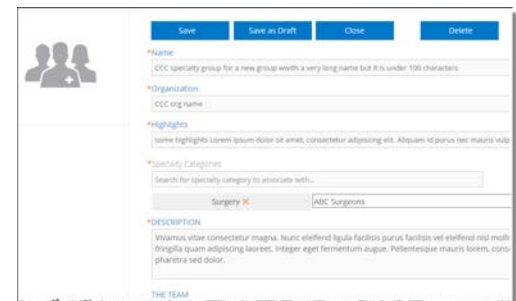 Save Save as Draft Close Delete
*Name
CCC specialty group for a new group wwith a very long name but it is under 100 characters
*Organization
CCC org name
*Highlights
some highlights Lorem ipsum dolor sit amet, consectetur adipiscing elit. Aliquam id purus nec mauris vulp
*Specialty Categories
Search for specialty category to associate with...
Surgery X ABC Surgeons
*DESCRIPTION
Vivamus vitae consectetur magna. Nunc eleifend ligula facilisis purus facilisis vel eleifend nisl molli
fringilla quam adipiscing laoreet. Integer eget fermentum augue. Pellentesque mauris lorem, cons
pharetra sed dolor.
THE TEAM